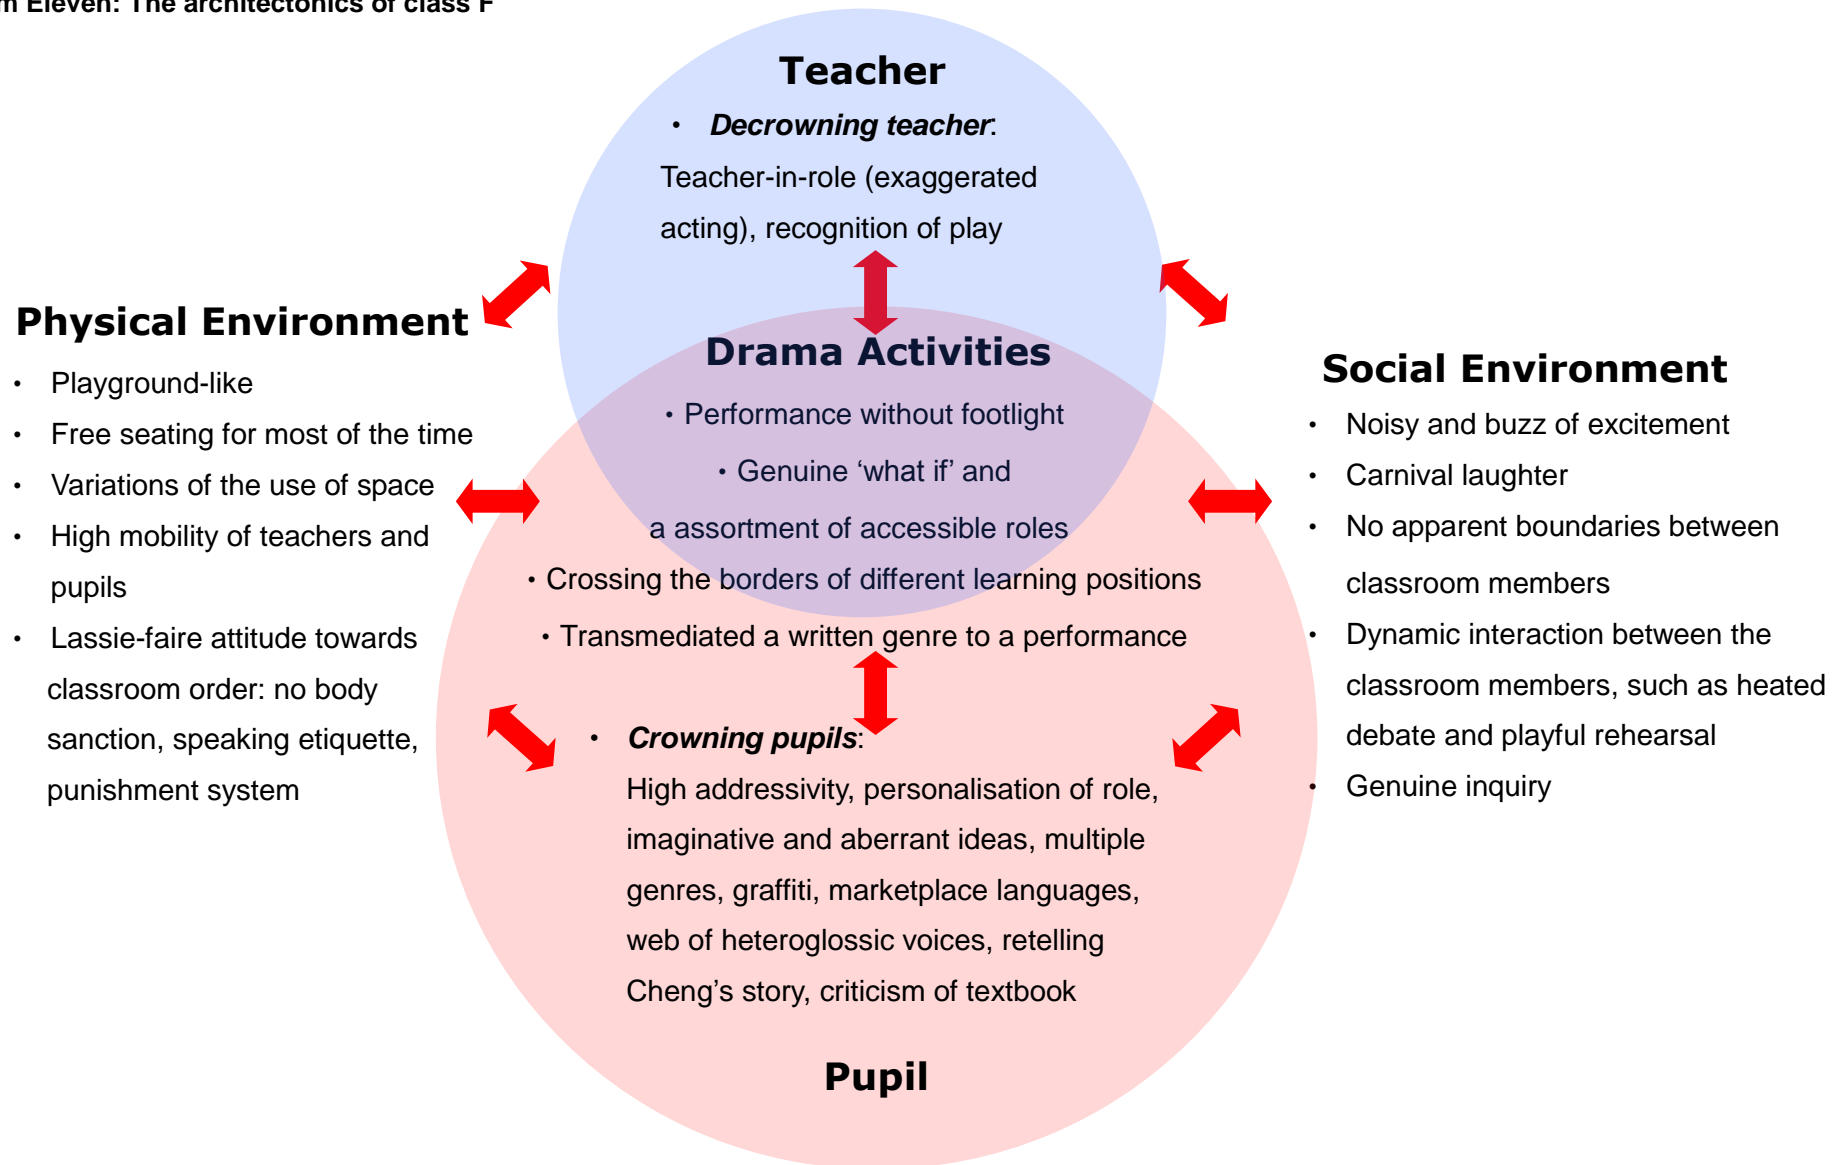 m Eleven: The architectonics of class F
Teacher
• Decrowning teacher:
Teacher-in-role (exaggerated
acting), recognition of play
Physical Environment
• Playground-like
• Free seating for most of the time
• Variations of the use of space
• High mobility of teachers and
pupils
• Lassie-faire attitude towards
classroom order: no body
sanction, speaking etiquette,
punishment system
Drama Activities
• Performance without footlight
• Genuine ‘what if’ and
a assortment of accessible roles
• Crossing the borders of different learning positions
• Transmediated a written genre to a performance
Social Environment
• Noisy and buzz of excitement
• Carnival laughter
• No apparent boundaries between
classroom members
• Dynamic interaction between the
classroom members, such as heated
debate and playful rehearsal
• Genuine inquiry
• Crowning pupils:
High addressivity, personalisation of role,
imaginative and aberrant ideas, multiple
genres, graffiti, marketplace languages,
web of heteroglossic voices, retelling
Cheng’s story, criticism of textbook
Pupil